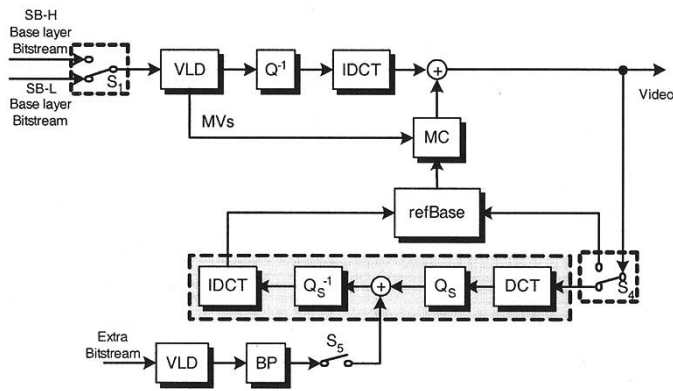 SB-H
Base layer
Bitstream
SB-L
Base layer
Bitstream
S1
VLD
Q-1
IDCT
+
Video
MVs
MC
refBase
IDCT
QS-1
+
QS
DCT
S4
Extra
Bitstream
VLD
BP
S5